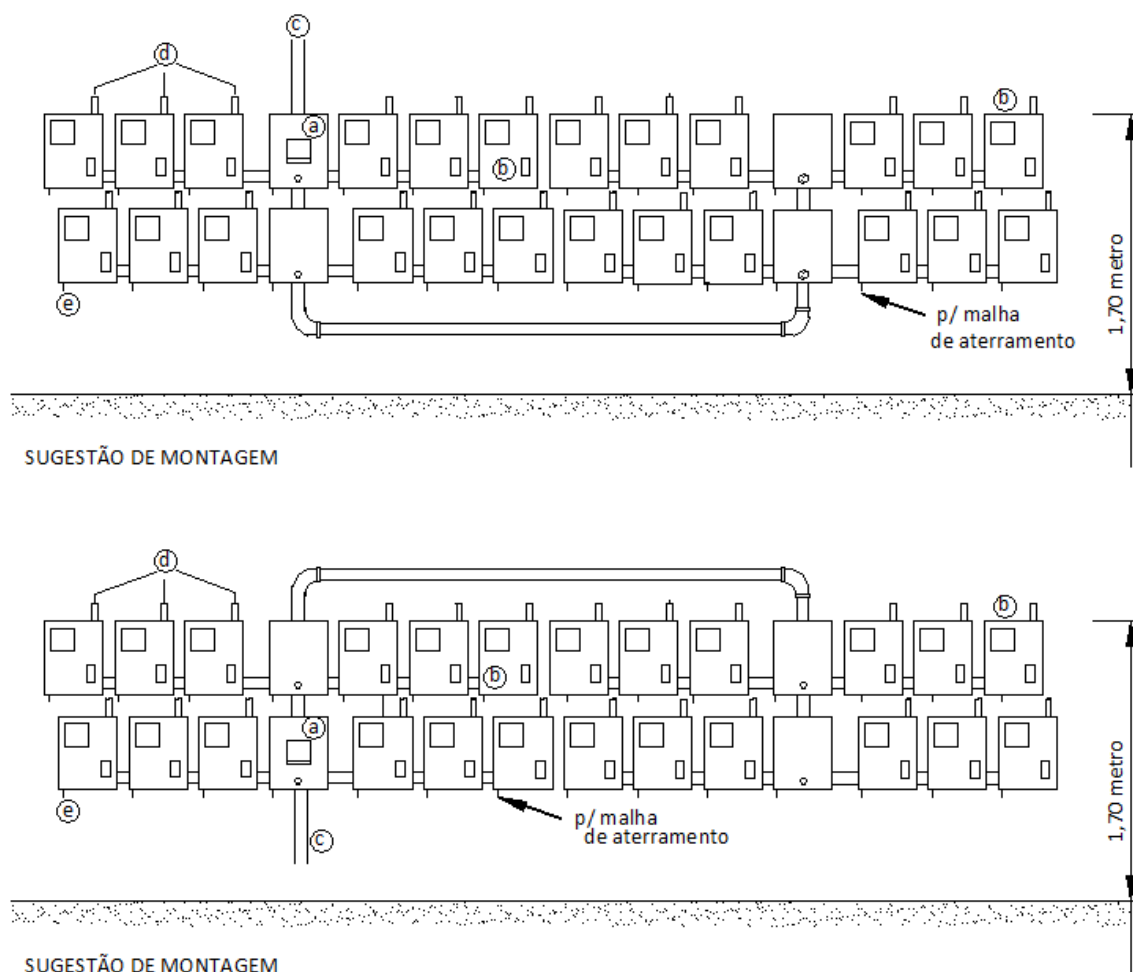 c
d
b
a
b
e
p/ malha
de aterramento
1,70 metro
SUGESTÃO DE MONTAGEM
d
b
b
a
e
p/ malha
de aterramento
c
1,70 metro
SUGESTÃO DE MONTAGEM